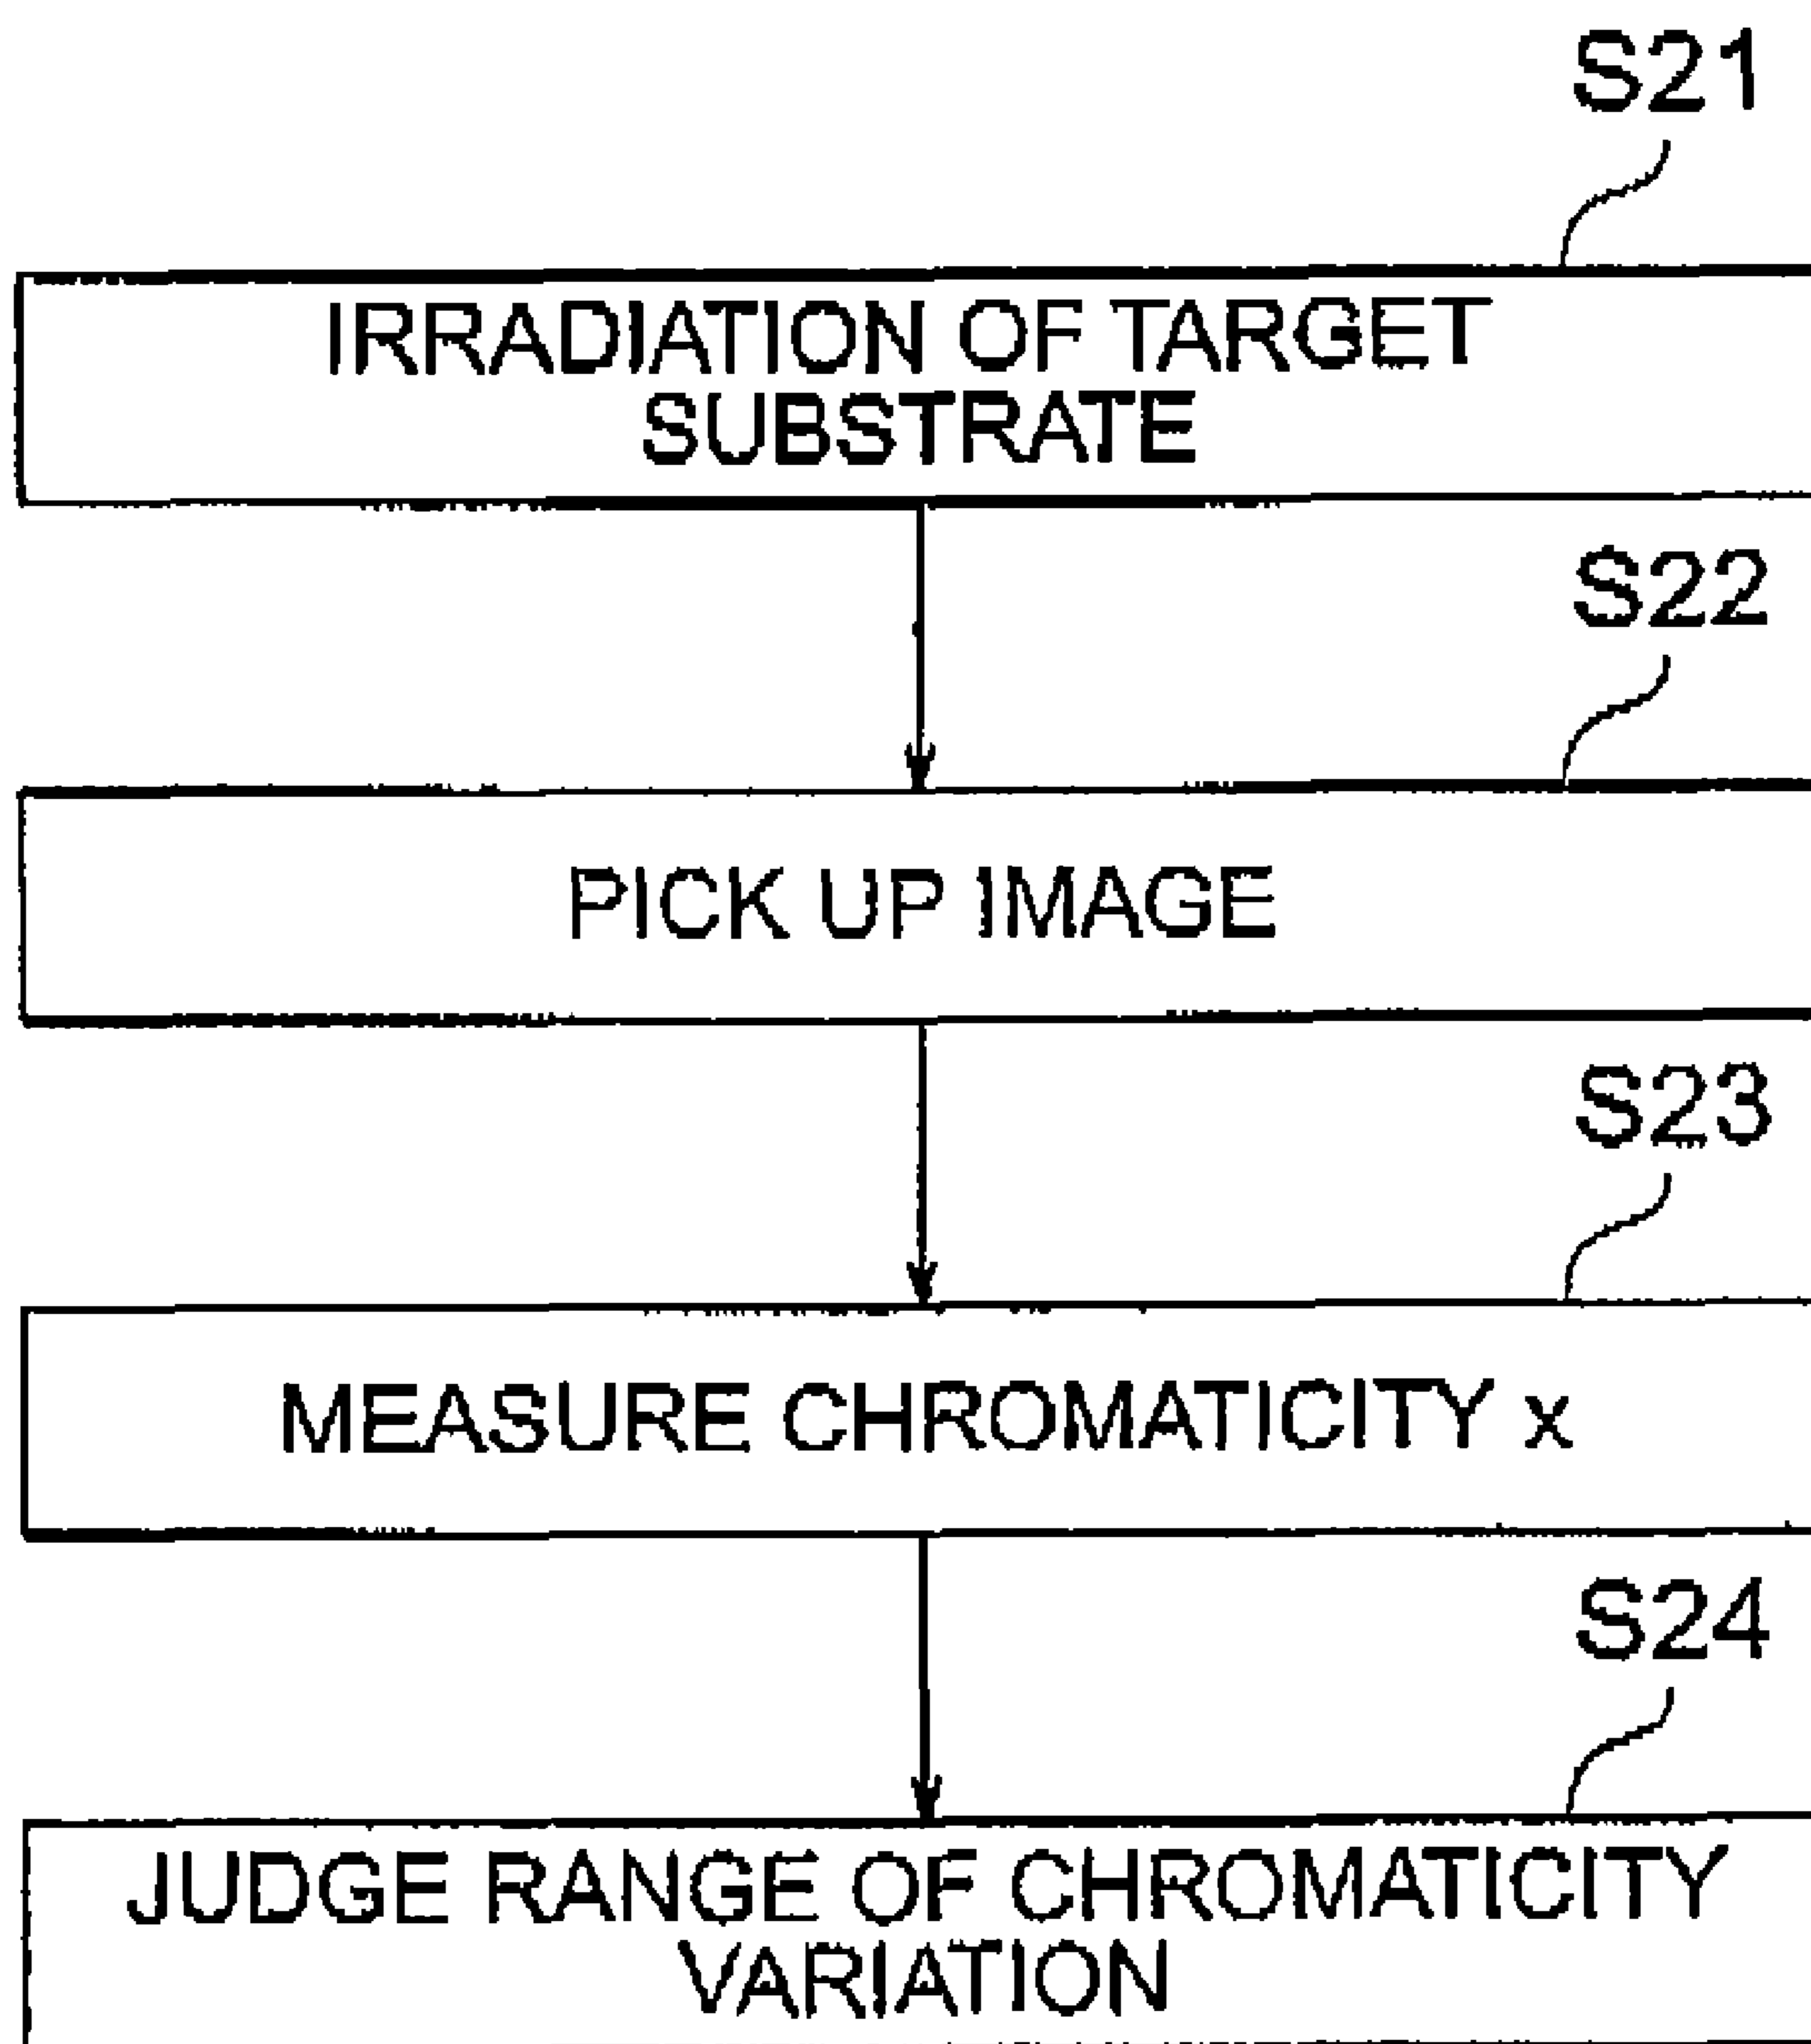 S21
IRRADIATION OF TARGET
SUBSTRATE
S22
PICK UP IMAGE
S23
MEASURE CHROMATICITY x
S24
JUDGE RANGE OF CHROMATICITY
VARIATION